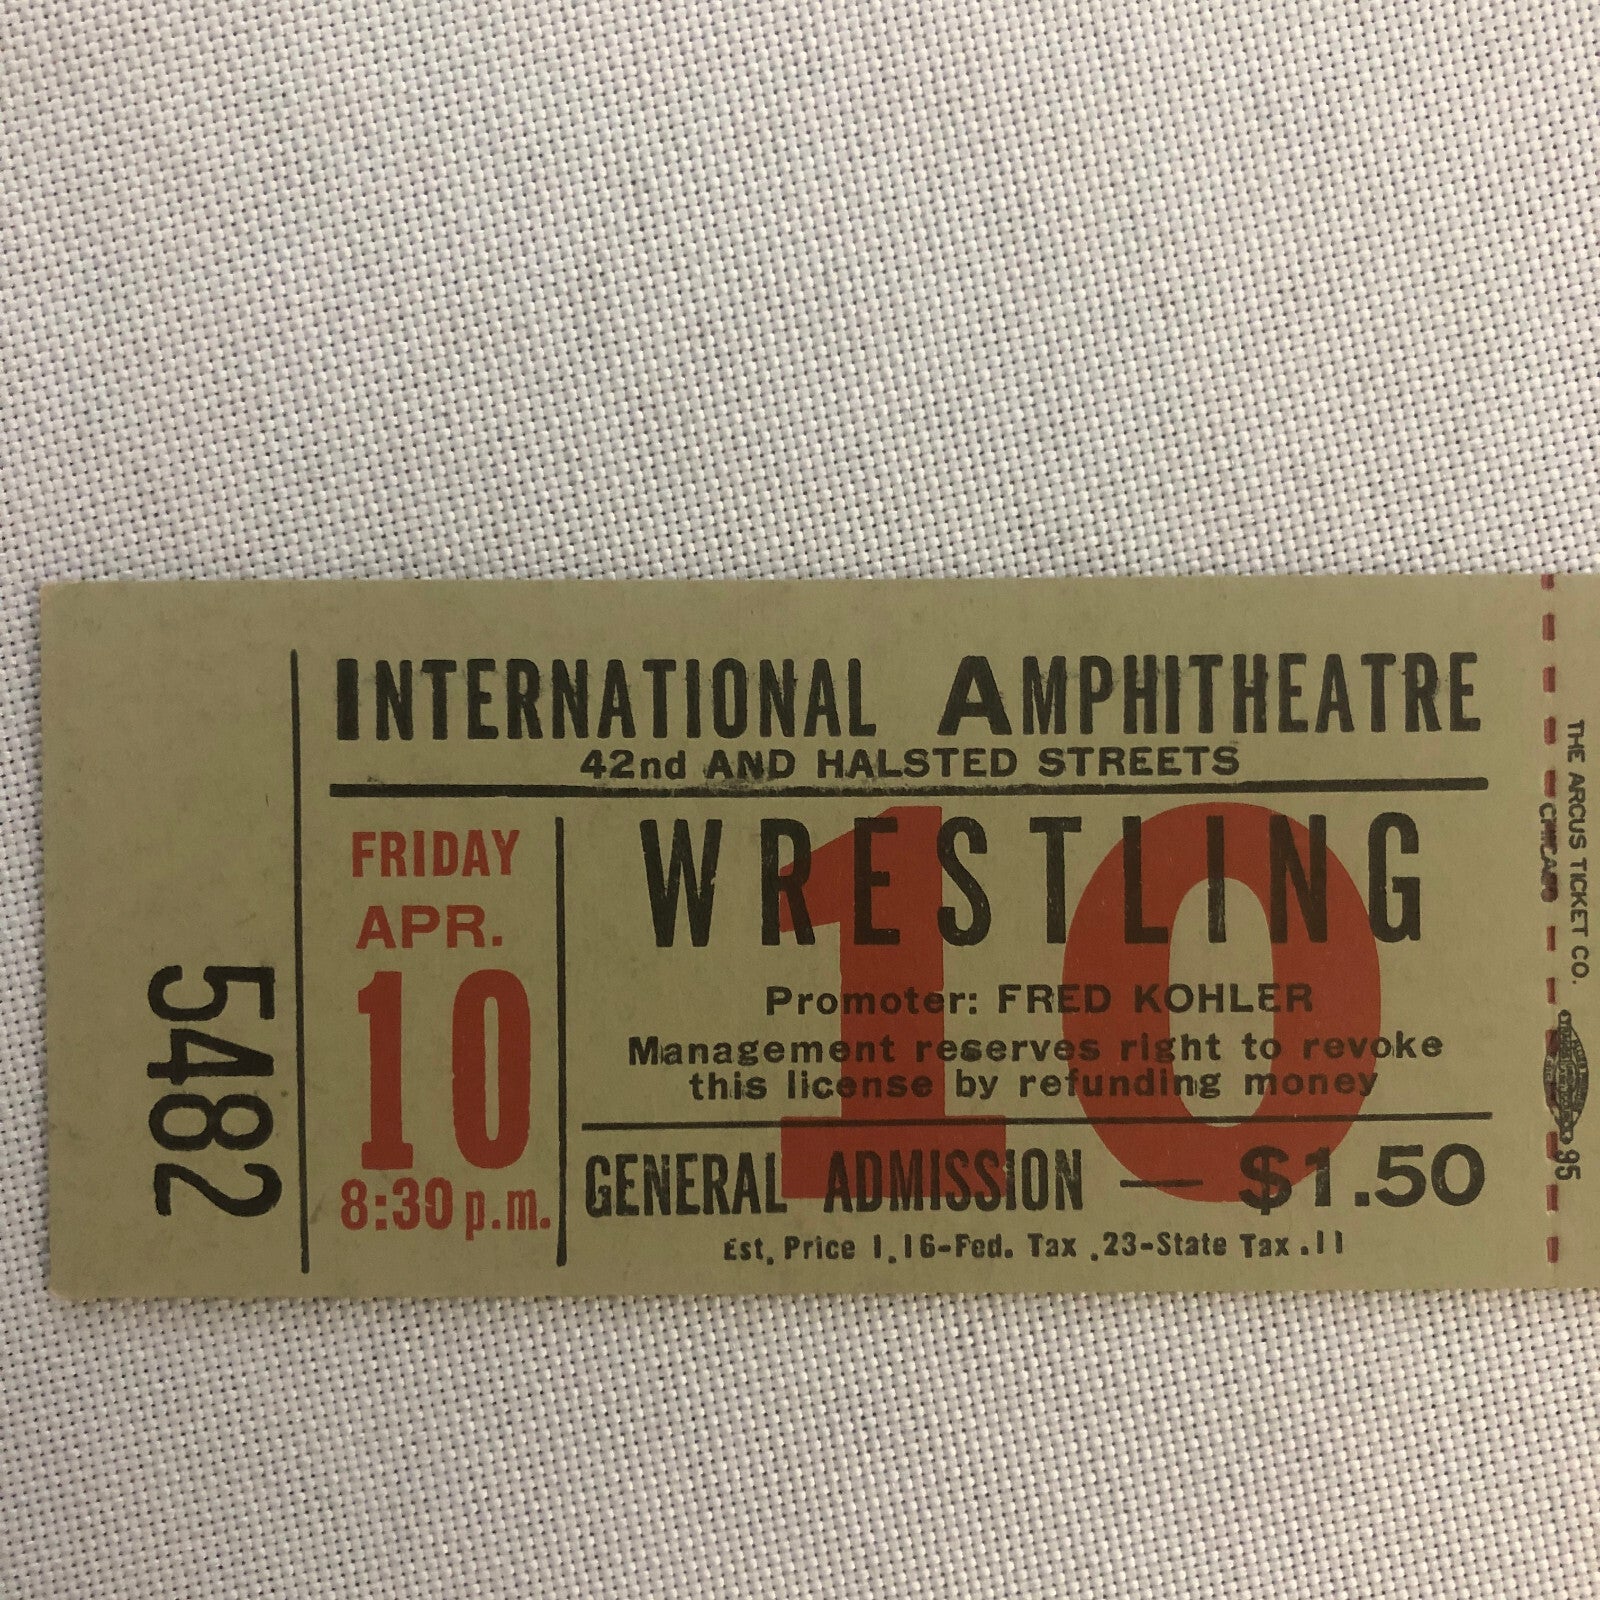 INTERNATIONAL AMPHITHEATRE
42nd AND HALSTED STREETS
FRIDAY
APR.
10
8:30 p.m.
10
WRESTLING
Promoter: FRED KOHLER
Management reserves right to revoke
this license by refunding money
GENERAL ADMISSION — $1.50
Est. Price 1.16-Fed. Tax .23-State Tax .11
5482
THE ARCUS TICKET CO.
CHICAGO
95